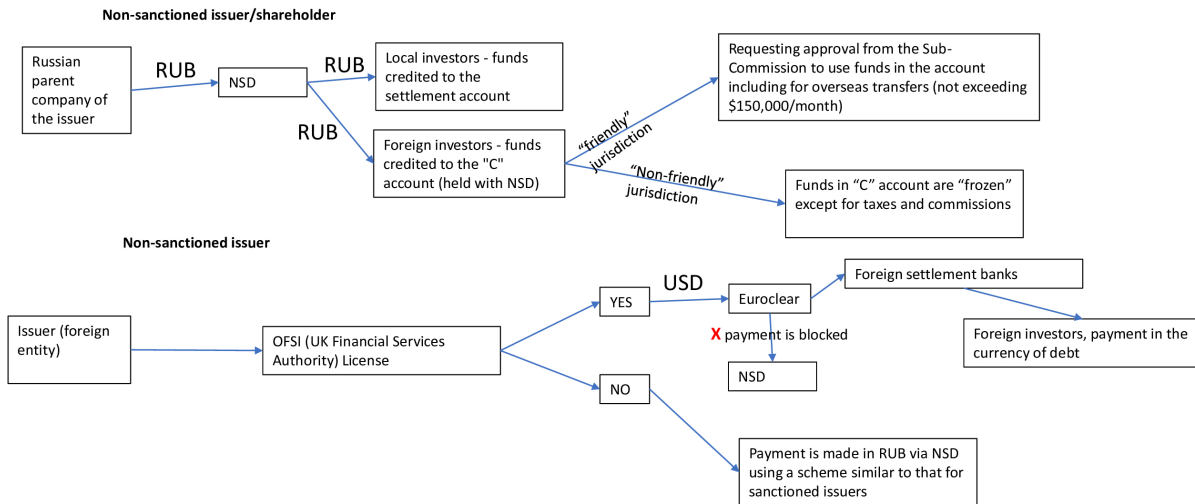 Non-sanctioned issuer/shareholder
Russian
parent
company of
the issuer
RUB
NSD
RUB
RUB
Local investors - funds
credited to the
settlement account
Foreign investors - funds
credited to the "C"
account (held with NSD)
“friendly”
jurisdiction
“Non-friendly”
jurisdiction
Requesting approval from the Sub-
Commission to use funds in the account
including for overseas transfers (not exceeding
$150,000/month)
Funds in “C” account are “frozen”
except for taxes and commissions
Non-sanctioned issuer
Issuer (foreign
entity)
OFSI (UK Financial Services
Authority) License
YES
USD
Euroclear
Foreign settlement banks
Foreign investors, payment in the
currency of debt
X payment is blocked
NSD
NO
Payment is made in RUB via NSD
using a scheme similar to that for
sanctioned issuers